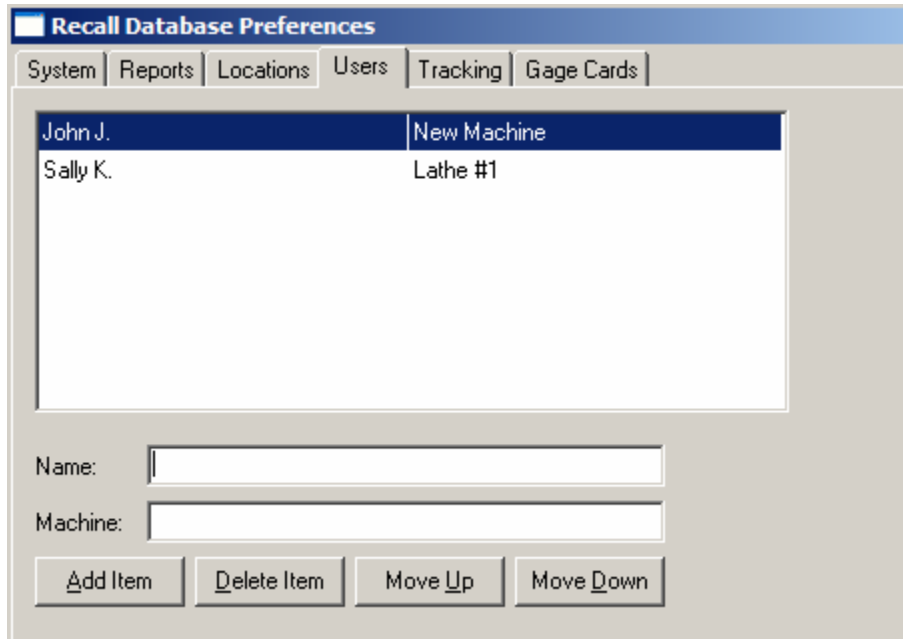 Recall Database Preferences
System Reports Locations Users Tracking Gage Cards
John J. New Machine
Sally K. Lathe #1
Name:
Machine:
Add Item Delete Item Move Up Move Down